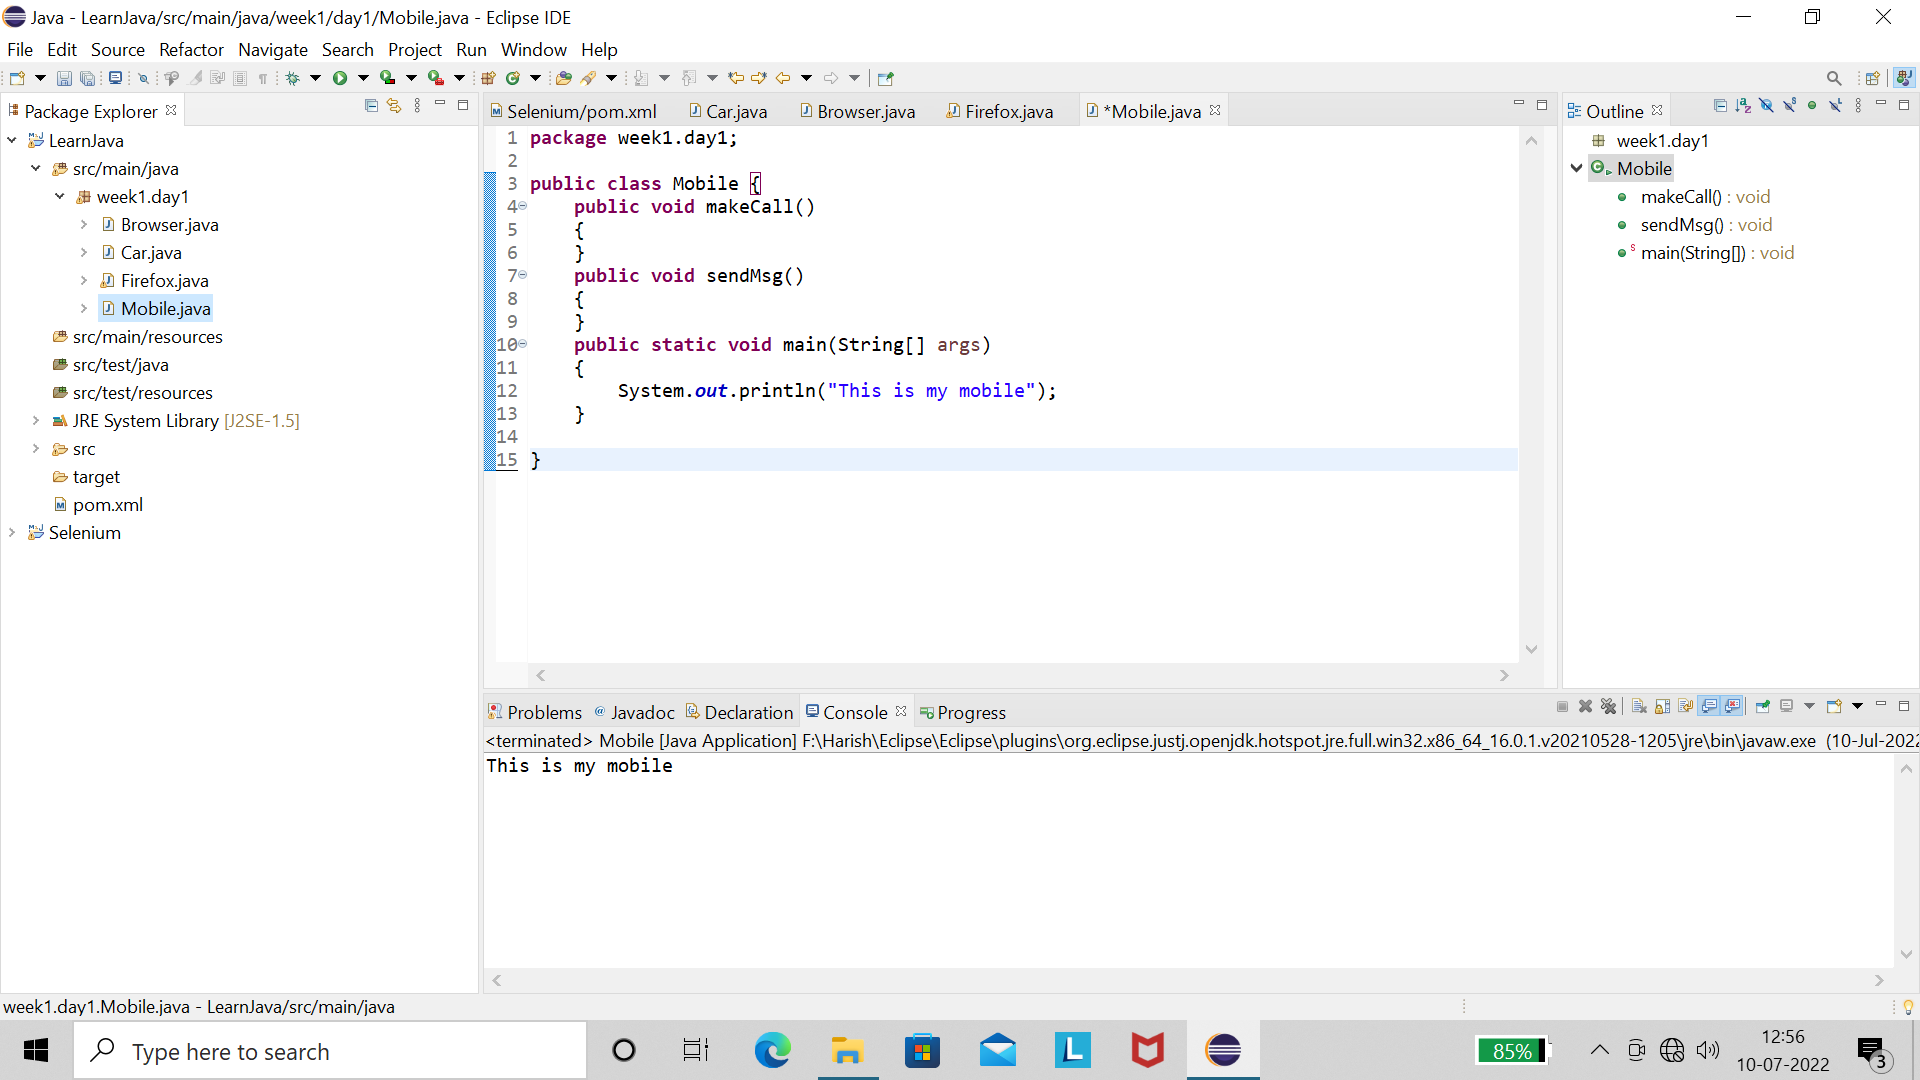 Java - LearnJava/src/main/java/week1/day1/Mobile.java - Eclipse IDE
File Edit Source Refactor Navigate Search Project Run Window Help
Package Explorer
LearnJava
src/main/java
week1.day1
Browser.java
Car.java
Firefox.java
Mobile.java
src/main/resources
src/test/java
src/test/resources
JRE System Library [J2SE-1.5]
src
target
pom.xml
Selenium
Selenium/pom.xml Car.java Browser.java Firefox.java *Mobile.java
1 package week1.day1;
2
3 public class Mobile {
4 public void makeCall()
5 {
6 }
7 public void sendMsg()
8 {
9 }
10 public static void main(String[] args)
11 {
12 System.out.println("This is my mobile");
13 }
14
15 }
Outline
week1.day1
Mobile
makeCall() : void
sendMsg() : void
main(String[]) : void
Problems Javadoc Declaration Console Progress
<terminated> Mobile [Java Application] F:\Harish\Eclipse\Eclipse\plugins\org.eclipse.justj.openjdk.hotspot.jre.full.win32.x86_64_16.0.1.v20210528-1205\jre\bin\javaw.exe (10-Jul-2022
This is my mobile
week1.day1.Mobile.java - LearnJava/src/main/java
Type here to search
85%
12:56
10-07-2022
3